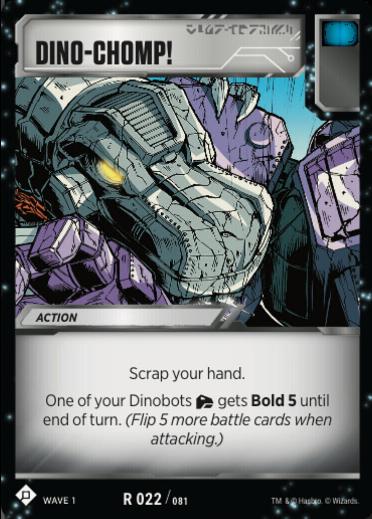 DINO-CHOMP!
ACTION
Scrap your hand.
One of your Dinobots gets Bold 5 until
end of turn. (Flip 5 more battle cards when
attacking.)
WAVE 1 R 022/081 TM & © Hasbro. © Wizards.